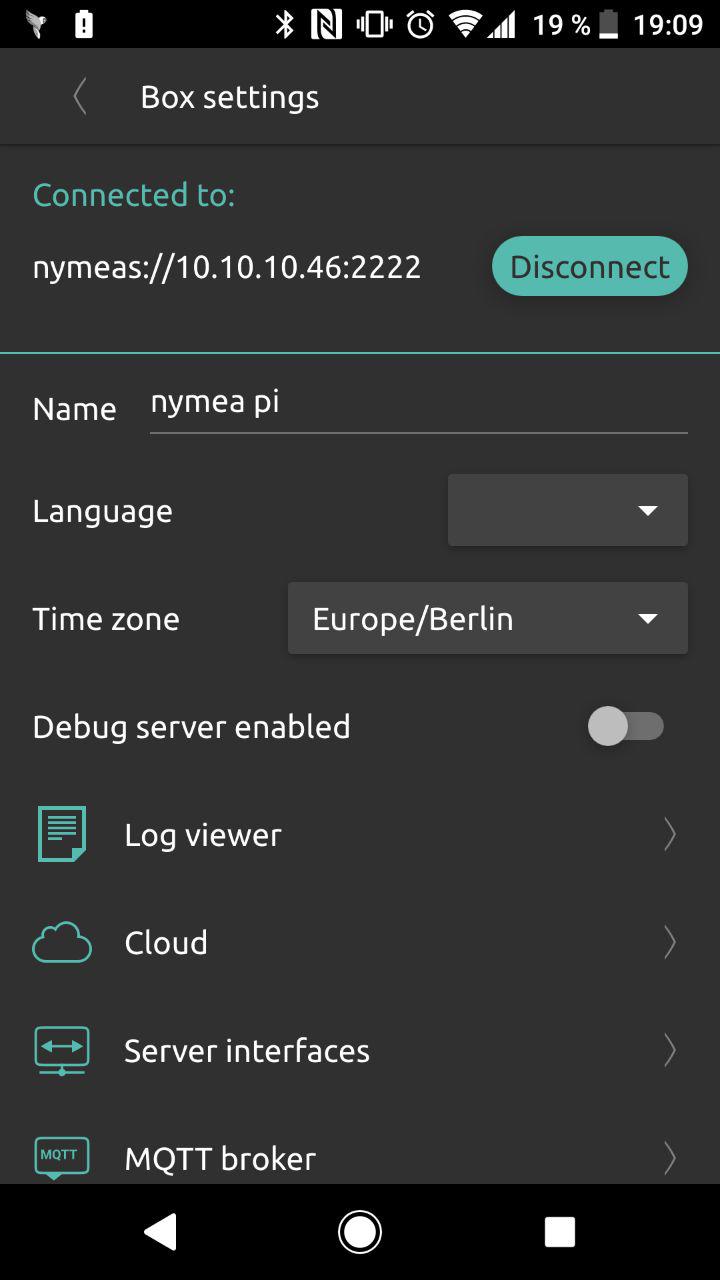 19 % 19:09
Box settings
Connected to:
nymeas://10.10.10.46:2222 Disconnect
Name nymea pi
Language
Time zone Europe/Berlin
Debug server enabled
Log viewer
Cloud
Server interfaces
MQTT MQTT broker